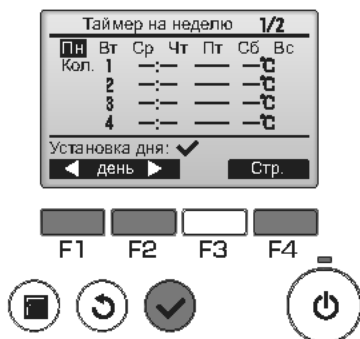 Таймер на неделю 1/2
Пн Вт Ср Чт Пт Сб Вс
Кол. 1 —:— —— —℃
2 —:— —— —℃
3 —:— —— —℃
4 —:— —— —℃
Установка дня: ✔
◀ день ▶ Стр.
F1 F2 F3 F4